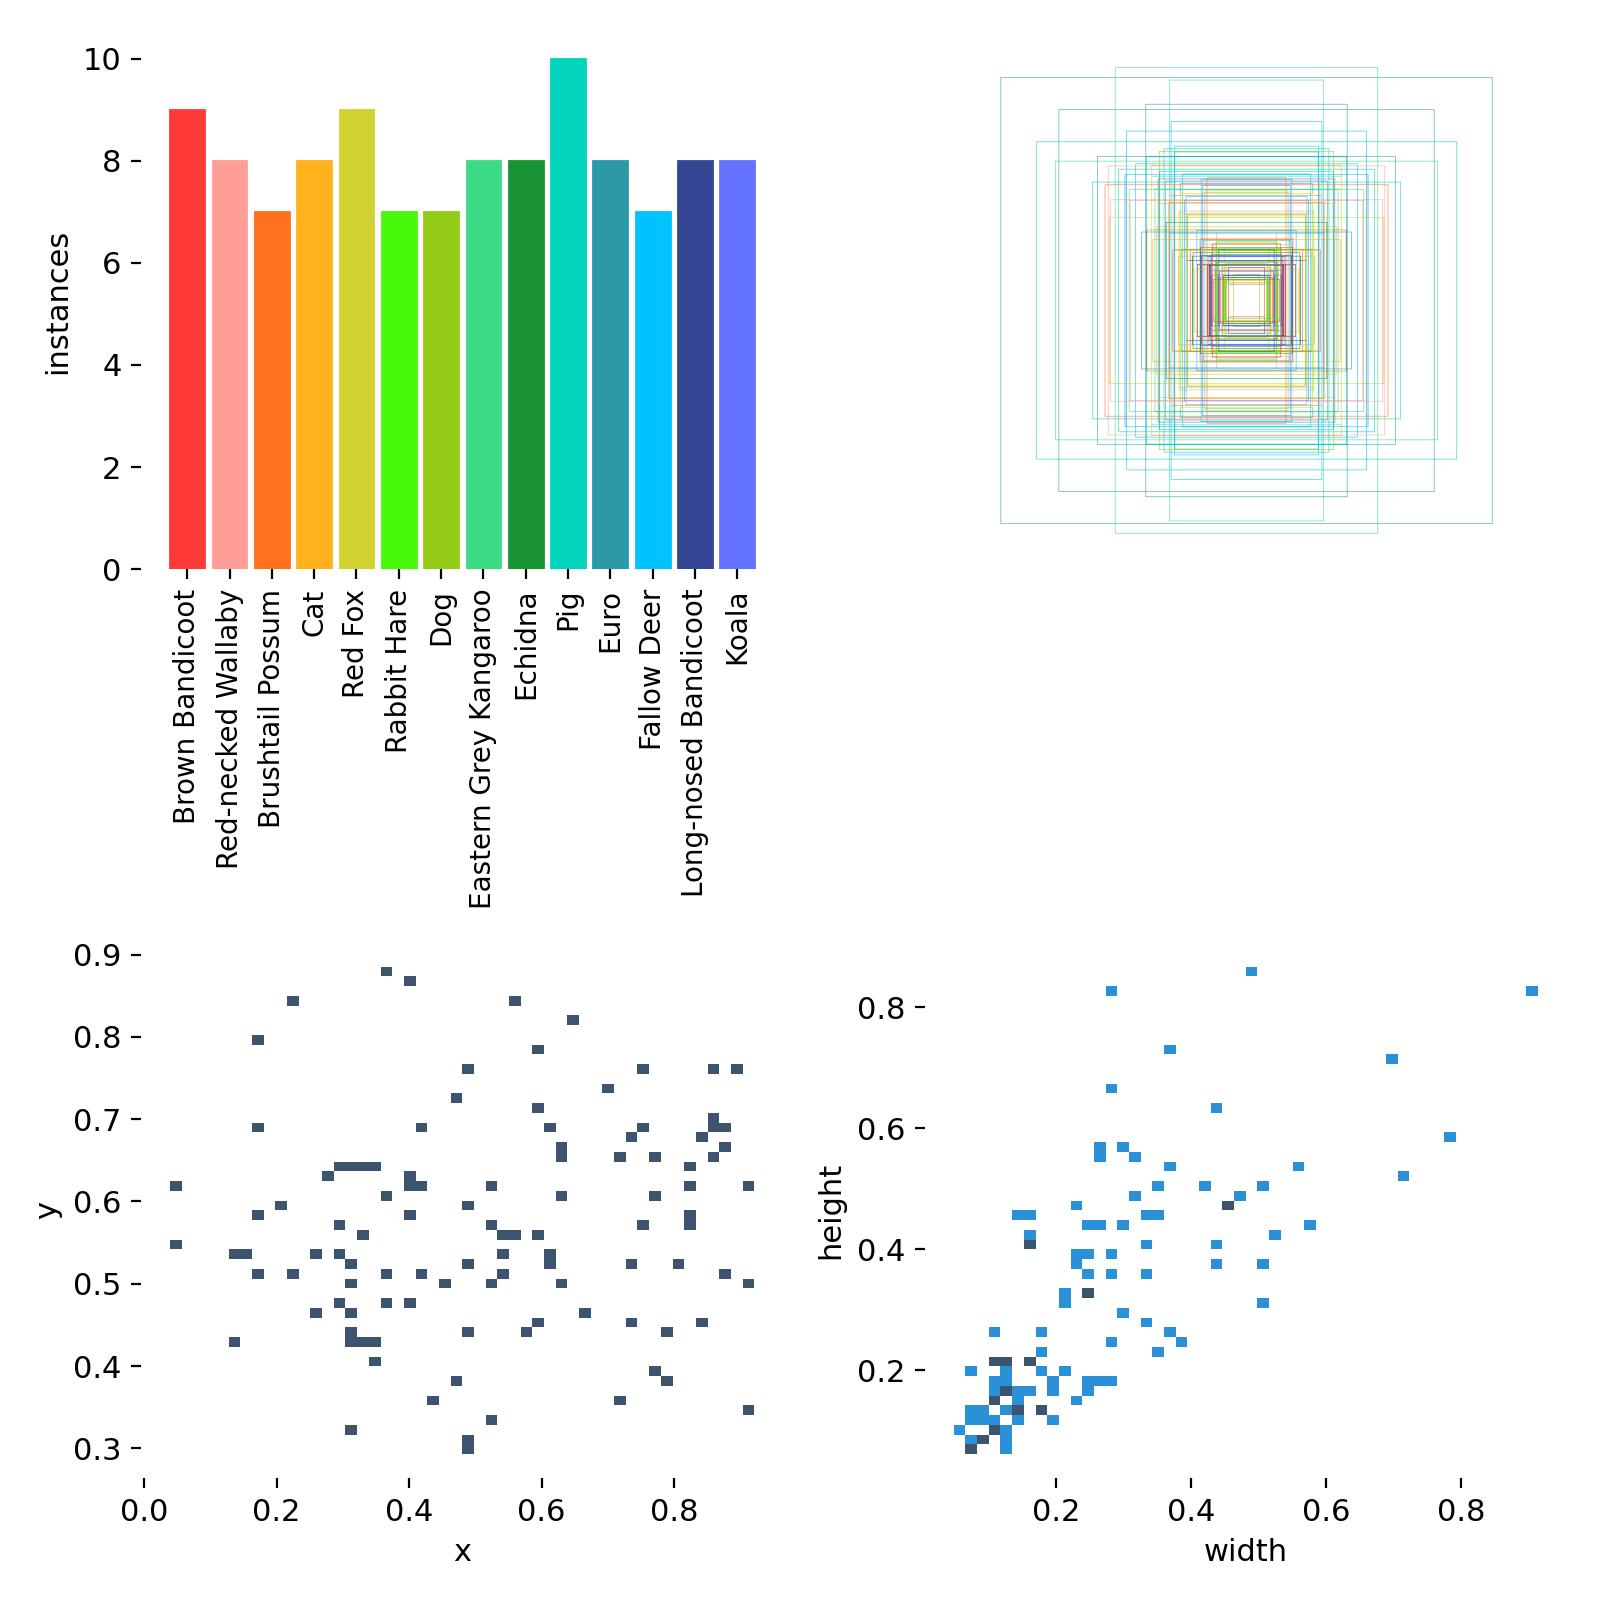 10
8
6
4
2
0
instances
Brown Bandicoot
Red-necked Wallaby
Brushtail Possum
Cat
Red Fox
Rabbit Hare
Dog
Eastern Grey Kangaroo
Echidna
Pig
Euro
Fallow Deer
Long-nosed Bandicoot
Koala
0.9
0.8
0.7
0.6
0.5
0.4
0.3
y
0.0 0.2 0.4 0.6 0.8
x
0.8
0.6
0.4
0.2
height
0.2 0.4 0.6 0.8
width